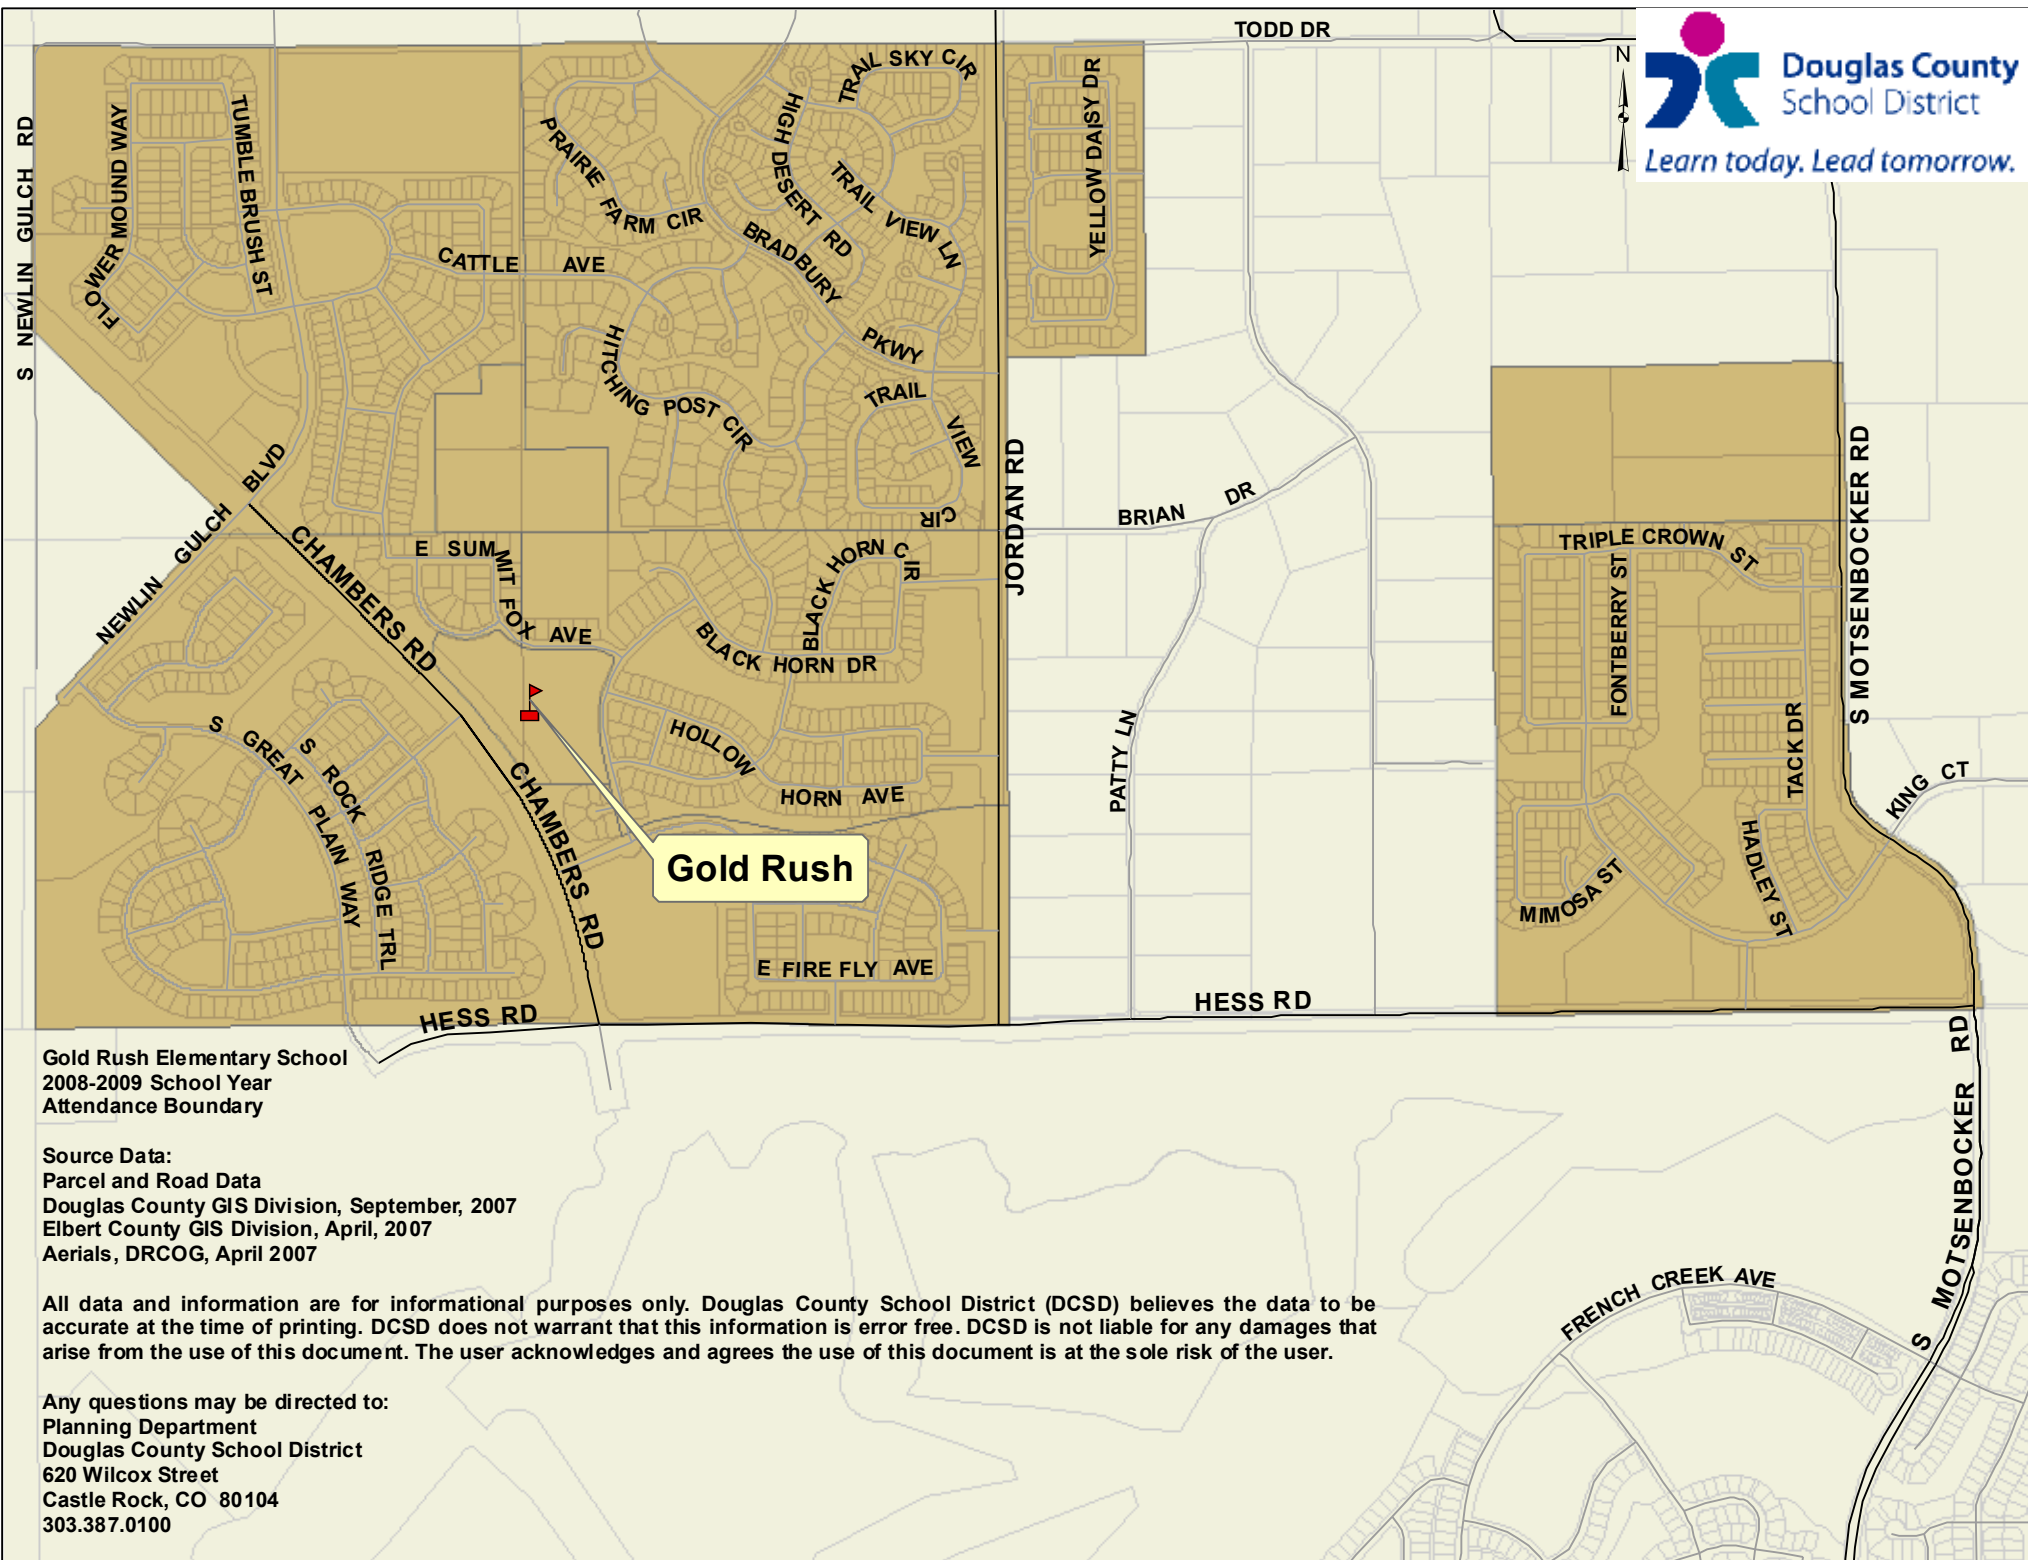 TODD DR
N
Douglas County
School District
Learn today. Lead tomorrow.
S NEWLIN GULCH RD
FLOWER MOUND WAY
TUMBLE BRUSH ST
PRAIRIE FARM CIR
CATTLE AVE
HIGH DESERT RD
TRAIL SKY CIR
TRAIL VIEW LN
BRADBURY PKWY
YELLOW DAISY DR
HITCHING POST CIR
TRAIL VIEW CIR
JORDAN RD
BRIAN DR
NEWLIN GULCH BLVD
CHAMBERS RD
E SUMMIT FOX AVE
BLACK HORN CIR
BLACK HORN DR
TRIPLE CROWN ST
FONTBERRY ST
S MOTSENBOCKER RD
TACK DR
KING CT
PATTY LN
HOLLOW HORN AVE
S GREAT PLAIN WAY
S ROCK RIDGE TRL
CHAMBERS RD
Gold Rush
MIMOSA ST
HADLEY ST
E FIRE FLY AVE
HESS RD
HESS RD
S MOTSENBOCKER RD
FRENCH CREEK AVE
Gold Rush Elementary School
2008-2009 School Year
Attendance Boundary
Source Data:
Parcel and Road Data
Douglas County GIS Division, September, 2007
Elbert County GIS Division, April, 2007
Aerials, DRCOG, April 2007
All data and information are for informational purposes only. Douglas County School District (DCSD) believes the data to be
accurate at the time of printing. DCSD does not warrant that this information is error free. DCSD is not liable for any damages that
arise from the use of this document. The user acknowledges and agrees the use of this document is at the sole risk of the user.
Any questions may be directed to:
Planning Department
Douglas County School District
620 Wilcox Street
Castle Rock, CO 80104
303.387.0100